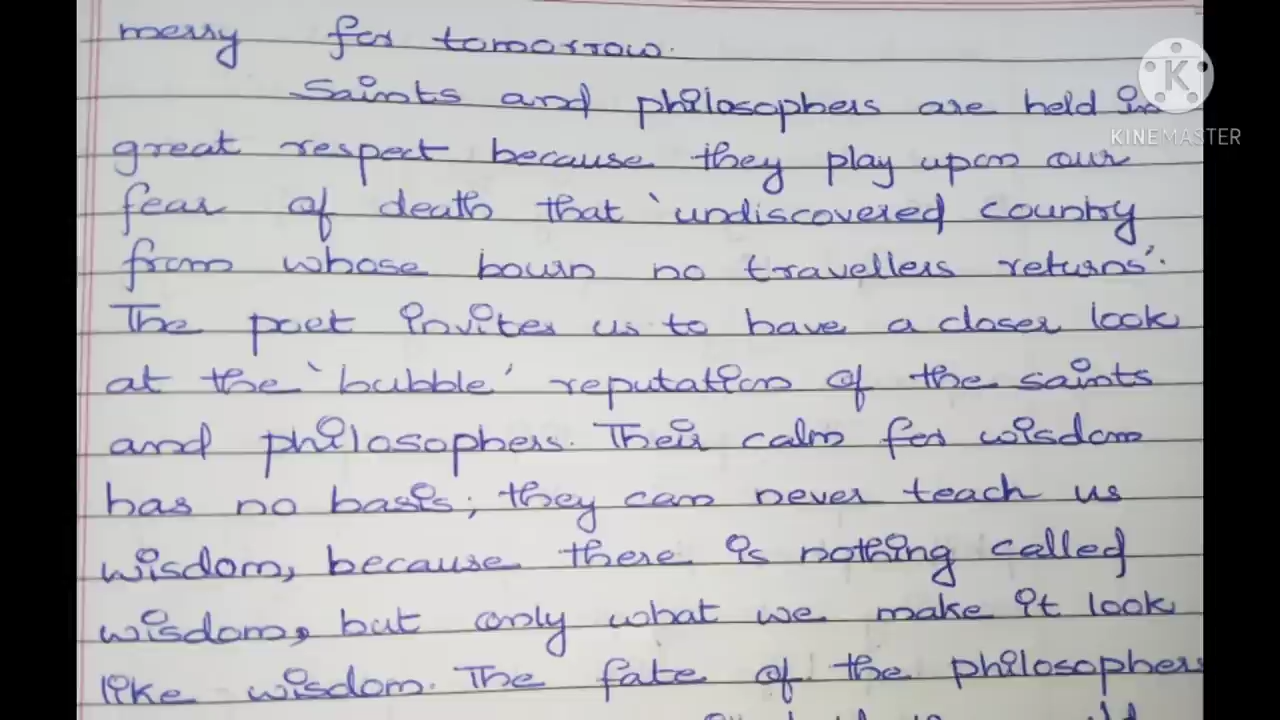 merry for tomorrow.
Saints and philosophers are held in
great respect because they play upon our
fear of death that 'undiscovered country
from whose bourn no travellers returns'.
The poet invites us to have a closer look
at the 'bubble' reputation of the saints
and philosophers. Their calm for wisdom
has no basis; they can never teach us
wisdom, because there is nothing called
wisdom, but only what we make it look
like wisdom. The fate of the philosophers
K
KINEMASTER